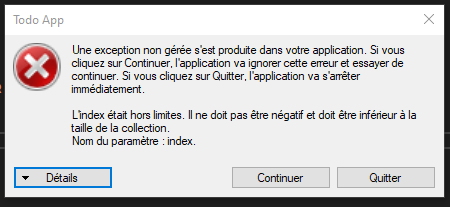 Todo App
Une exception non gérée s'est produite dans votre application. Si vous
cliquez sur Continuer, l'application va ignorer cette erreur et essayer de
continuer. Si vous cliquez sur Quitter, l'application va s'arrêter
immédiatement.
L'index était hors limites. Il ne doit pas être négatif et doit être inférieur à la
taille de la collection.
Nom du paramètre : index.
Détails
Continuer
Quitter